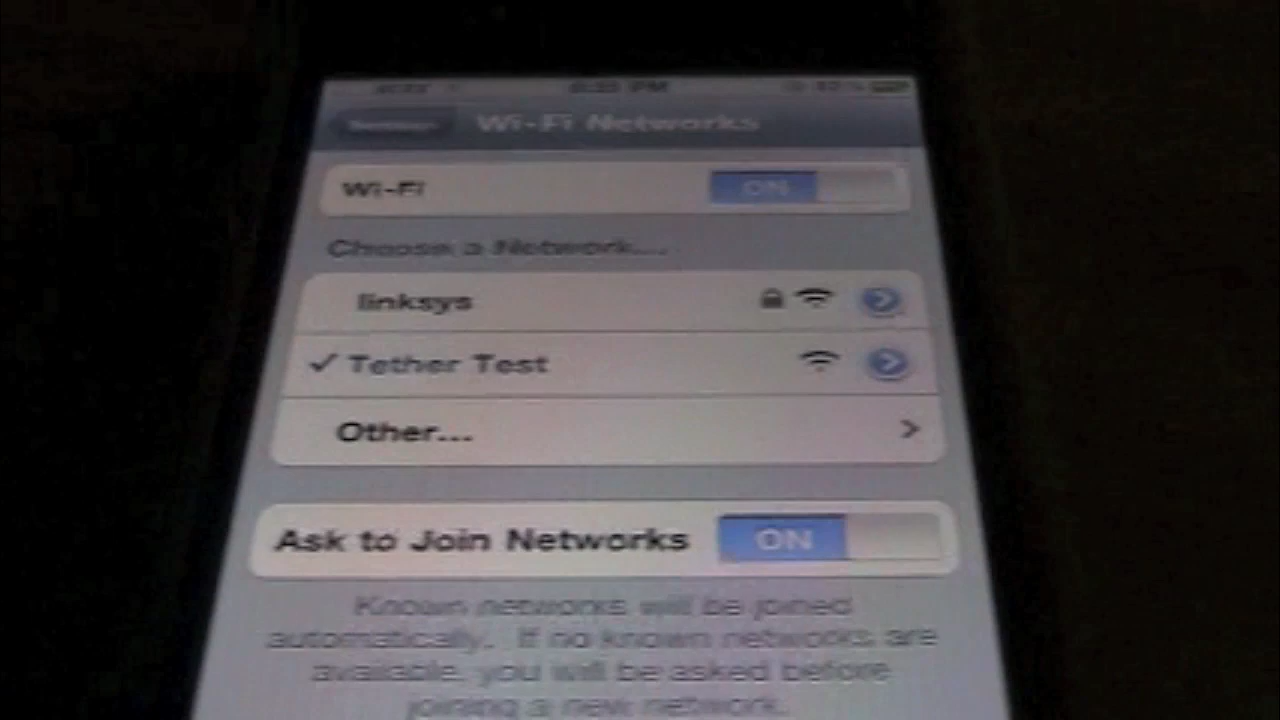 Wi-Fi Networks
Wi-Fi ON
Choose a Network...
linksys
✓ Tether Test
Other...
Ask to Join Networks ON
Known networks will be joined
automatically. If no known networks are
available, you will be asked before
joining a new network.